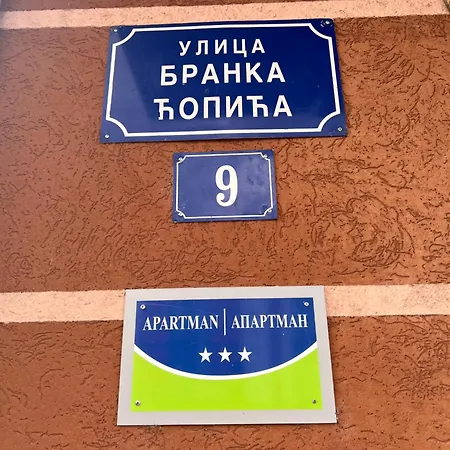 УЛИЦА
БРАНКА
ЋОПИЋА
9
APARTMAN | АПАРТМАН
★★★